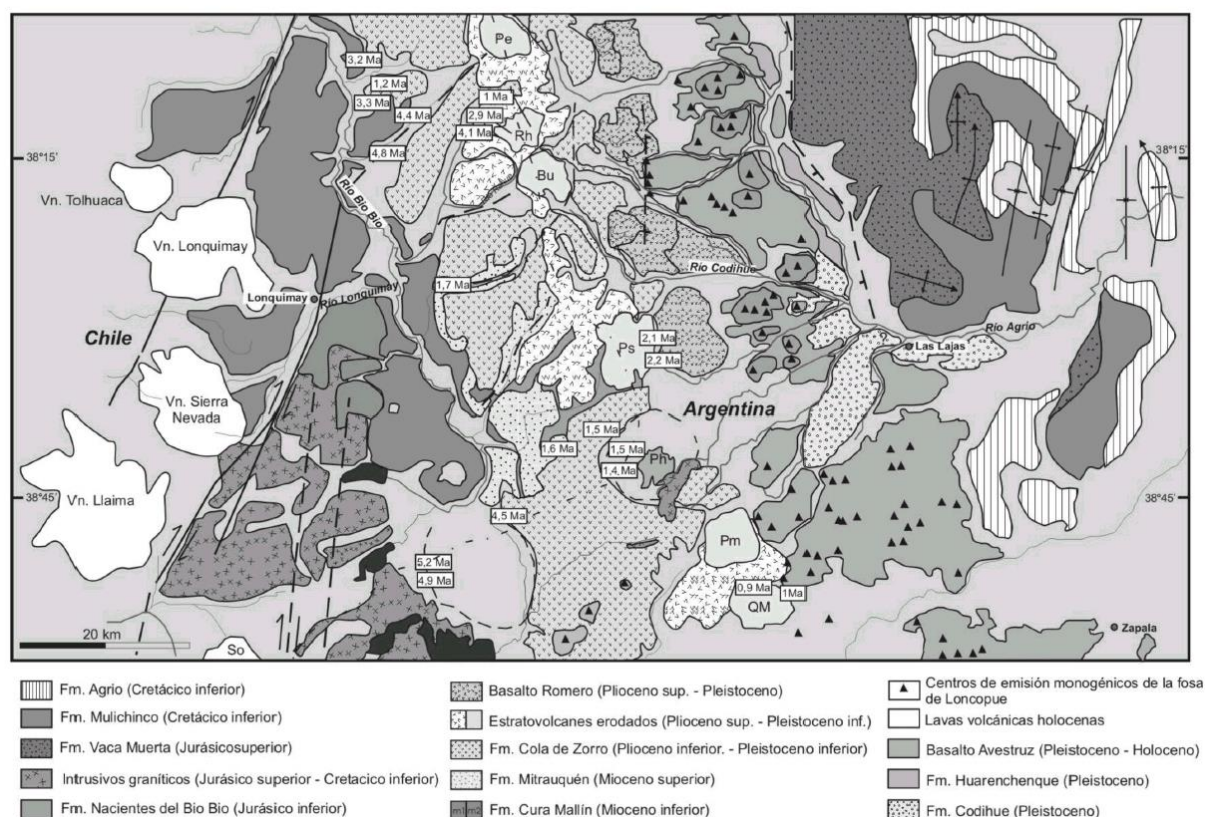 Pe
3,2 Ma
1,2 Ma
3,3 Ma
1 Ma
4,4 Ma
2,9 Ma
4,1 Ma
Rh
4,8 Ma
38°15'
38°15'
Bu
Vn. Tolhuaca
Río Bio Bio
Vn. Lonquimay
Río Codihue
1,7 Ma
Lonquimay
Río Lonquimay
Río Agrio
Chile
2,1 Ma
Ps
2,2 Ma
Las Lajas
Vn. Sierra
Nevada
Argentina
1,5 Ma
1,6 Ma
1,5 Ma
Ph
1,4 Ma
Vn. Llaima
38°45'
38°45'
4,5 Ma
Pm
5,2 Ma
4,9 Ma
0,9 Ma
1Ma
QM
20 km
So
Zapala
Fm. Agrio (Cretácico inferior)
Fm. Mulichinco (Cretácico inferior)
Fm. Vaca Muerta (Jurásicosuperior)
Intrusivos graníticos (Jurásico superior - Cretacico inferior)
Fm. Nacientes del Bio Bio (Jurásico inferior)
Basalto Romero (Plioceno sup. - Pleistoceno)
Estratovolcanes erodados (Plioceno sup. - Pleistoceno inf.)
Fm. Cola de Zorro (Plioceno inferior. - Pleistoceno inferior)
Fm. Mitrauquén (Mioceno superior)
m1 m2 Fm. Cura Mallín (Mioceno inferior)
Centros de emisión monogénicos de la fosa
de Loncopue
Lavas volcánicas holocenas
Basalto Avestruz (Pleistoceno - Holoceno)
Fm. Huarenchenque (Pleistoceno)
Fm. Codihue (Pleistoceno)